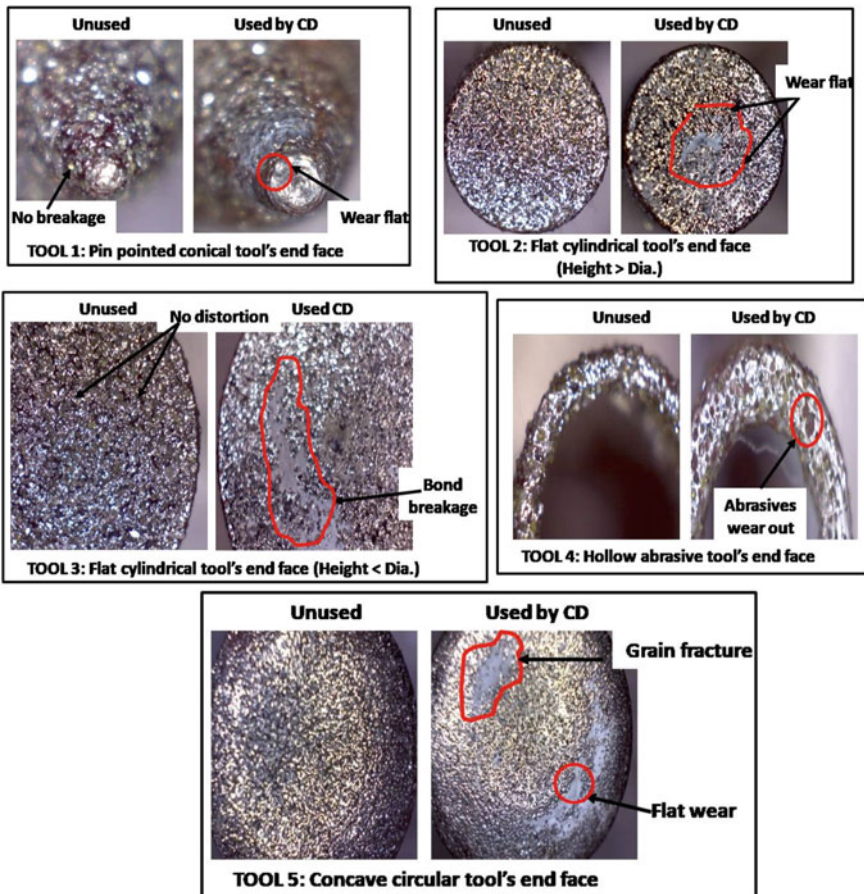 Unused
Used by CD
No breakage
Wear flat
TOOL 1: Pin pointed conical tool's end face
Unused
Used by CD
Wear flat
TOOL 2: Flat cylindrical tool's end face
(Height > Dia.)
Unused
No distortion
Used CD
Bond
breakage
TOOL 3: Flat cylindrical tool's end face (Height < Dia.)
Unused
Used by CD
Abrasives
wear out
TOOL 4: Hollow abrasive tool's end face
Unused
Used by CD
Grain fracture
Flat wear
TOOL 5: Concave circular tool's end face